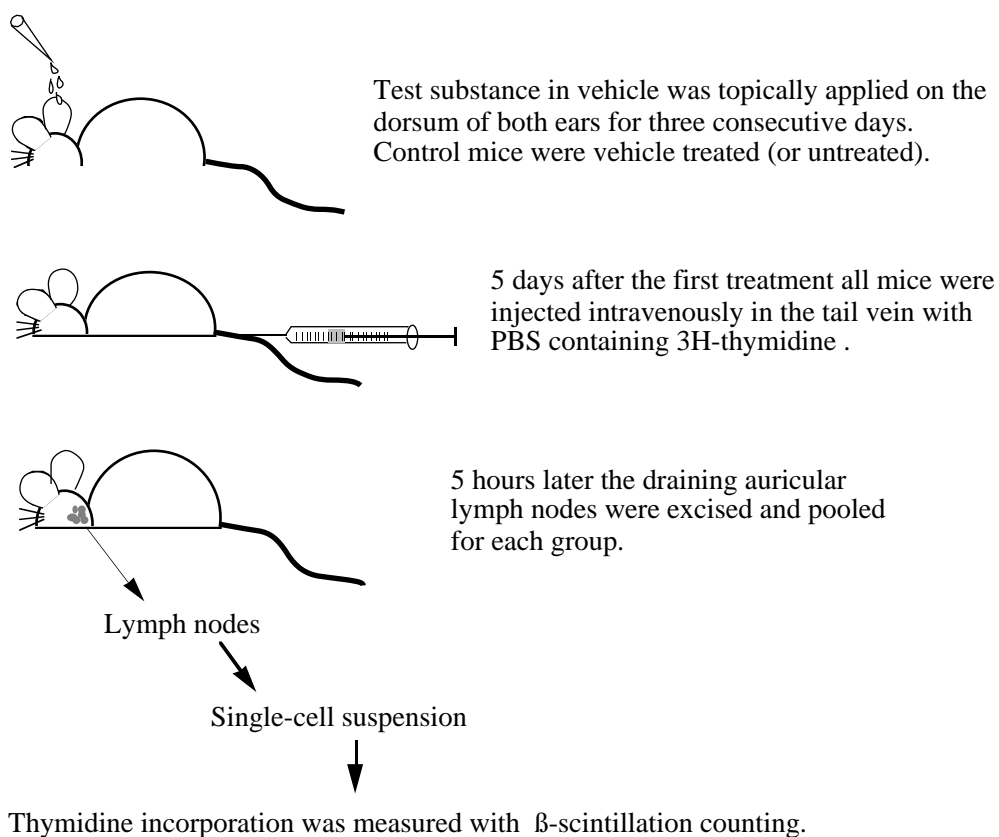 Test substance in vehicle was topically applied on the
dorsum of both ears for three consecutive days.
Control mice were vehicle treated (or untreated).
5 days after the first treatment all mice were
injected intravenously in the tail vein with
PBS containing 3H-thymidine .
5 hours later the draining auricular
lymph nodes were excised and pooled
for each group.
Lymph nodes
Single-cell suspension
Thymidine incorporation was measured with ß-scintillation counting.